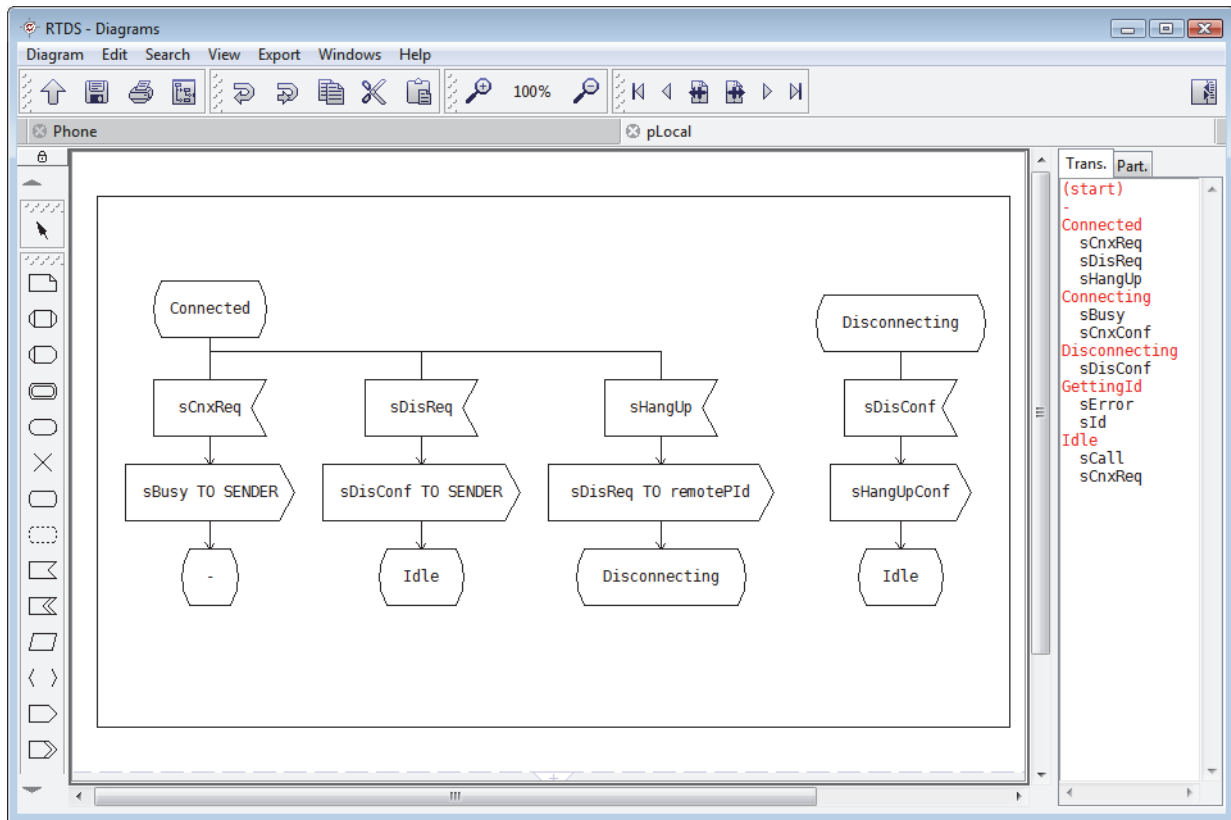 RTDS - Diagrams
Diagram Edit Search View Export Windows Help
100%
Phone
pLocal
Connected
Disconnecting
sCnxReq
sDisReq
sHangUp
sDisConf
sBusy TO SENDER
sDisConf TO SENDER
sDisReq TO remotePId
sHangUpConf
-
Idle
Disconnecting
Idle
Trans. Part.
(start)
-
Connected
sCnxReq
sDisReq
sHangUp
Connecting
sBusy
sCnxConf
Disconnecting
sDisConf
GettingId
sError
sId
Idle
sCall
sCnxReq